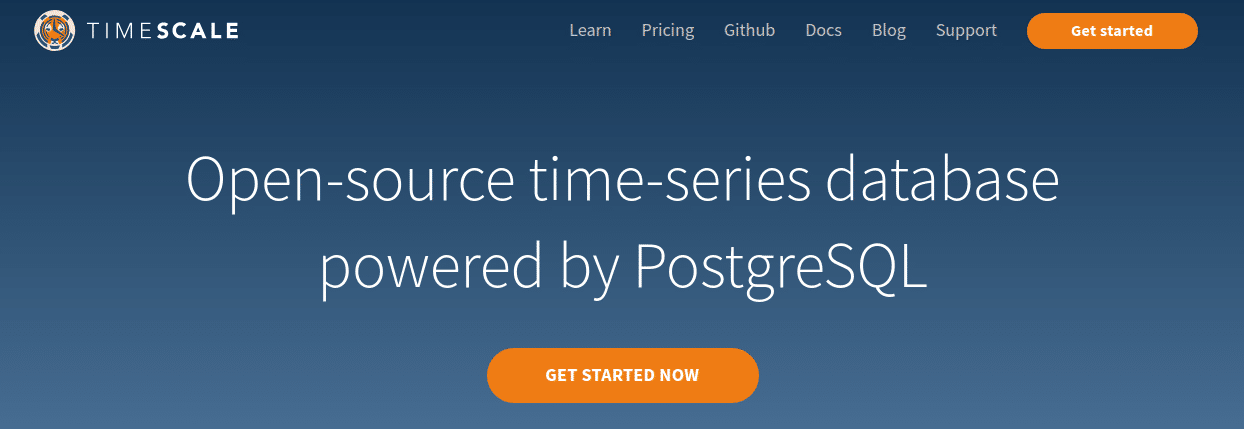 TIMESCALE
Learn Pricing Github Docs Blog Support Get started
Open-source time-series database
powered by PostgreSQL
GET STARTED NOW